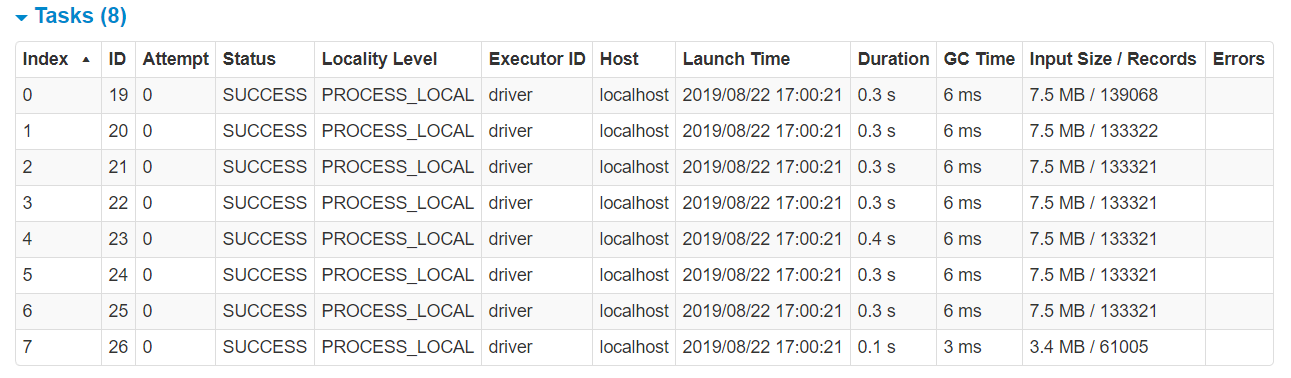 Tasks (8)
Index ID Attempt Status Locality Level Executor ID Host Launch Time Duration GC Time Input Size / Records Errors
0 19 0 SUCCESS PROCESS_LOCAL driver localhost 2019/08/22 17:00:21 0.3 s 6 ms 7.5 MB / 139068
1 20 0 SUCCESS PROCESS_LOCAL driver localhost 2019/08/22 17:00:21 0.3 s 6 ms 7.5 MB / 133322
2 21 0 SUCCESS PROCESS_LOCAL driver localhost 2019/08/22 17:00:21 0.3 s 6 ms 7.5 MB / 133321
3 22 0 SUCCESS PROCESS_LOCAL driver localhost 2019/08/22 17:00:21 0.3 s 6 ms 7.5 MB / 133321
4 23 0 SUCCESS PROCESS_LOCAL driver localhost 2019/08/22 17:00:21 0.4 s 6 ms 7.5 MB / 133321
5 24 0 SUCCESS PROCESS_LOCAL driver localhost 2019/08/22 17:00:21 0.3 s 6 ms 7.5 MB / 133321
6 25 0 SUCCESS PROCESS_LOCAL driver localhost 2019/08/22 17:00:21 0.3 s 6 ms 7.5 MB / 133321
7 26 0 SUCCESS PROCESS_LOCAL driver localhost 2019/08/22 17:00:21 0.1 s 3 ms 3.4 MB / 61005